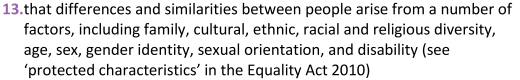 13.that differences and similarities between people arise from a number of
factors, including family, cultural, ethnic, racial and religious diversity,
age, sex, gender identity, sexual orientation, and disability (see
‘protected characteristics’ in the Equality Act 2010)